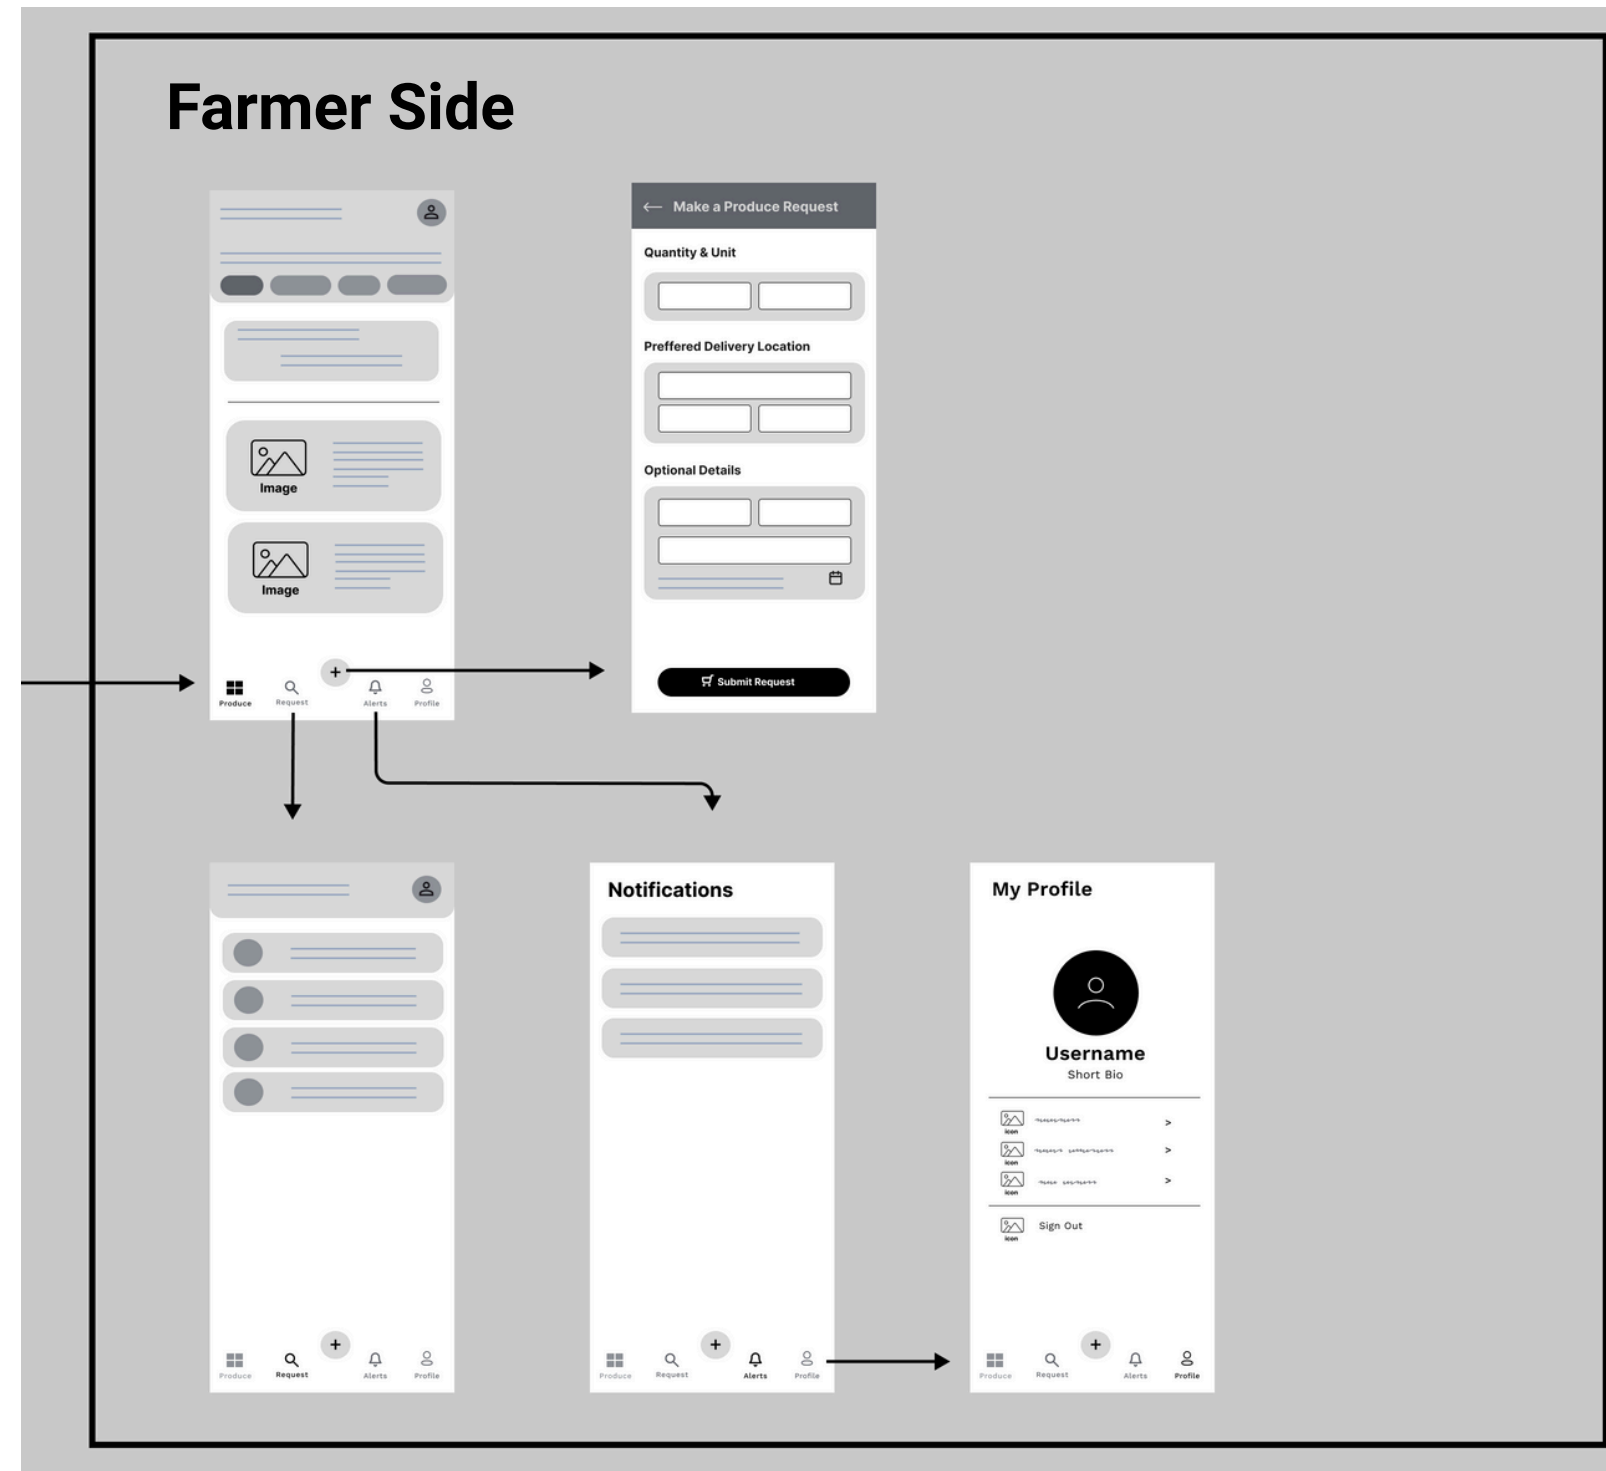 Farmer Side
Image
Image
Produce
Request
+
Alerts
Profile
← Make a Produce Request
Quantity & Unit
Preffered Delivery Location
Optional Details
Submit Request
Produce
Request
+
Alerts
Profile
Notifications
Produce
Request
+
Alerts
Profile
My Profile
Username
Short Bio
icon
>
icon
>
icon
>
icon
Sign Out
Produce
Request
+
Alerts
Profile